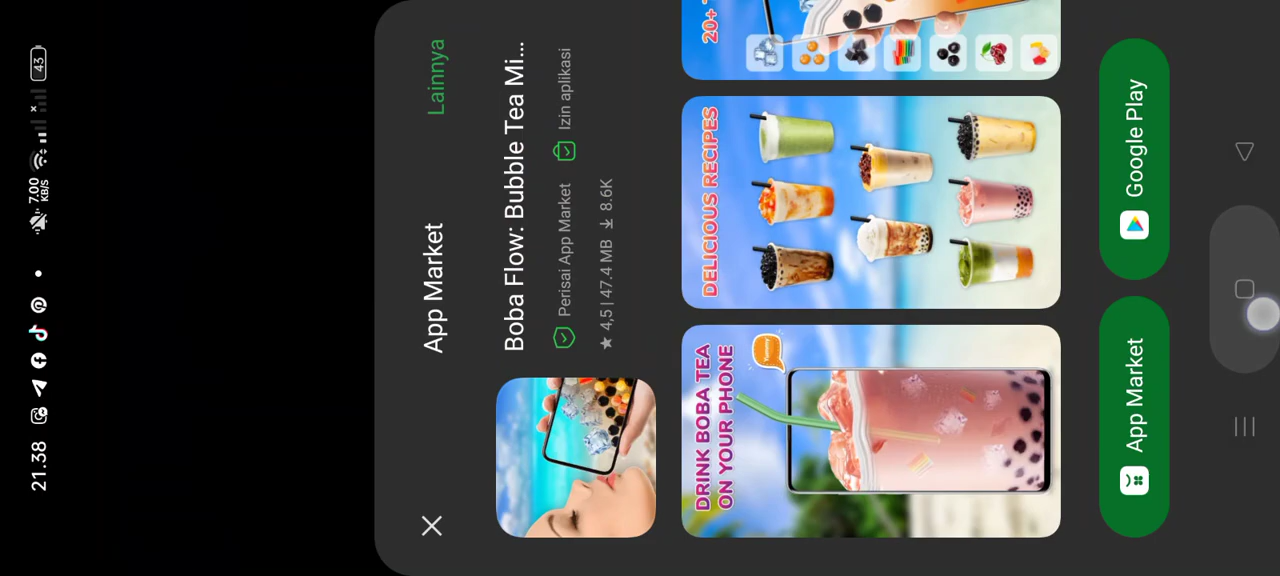 21.38
7.00
KB/S
43
App Market
Lainnya
Boba Flow: Bubble Tea Mi...
Perisai App Market
Izin aplikasi
4,5 | 47.4 MB
8.6K
DRINK BOBA TEA
ON YOUR PHONE
Yummy
DELICIOUS RECIPES
20+ T
App Market
Google Play